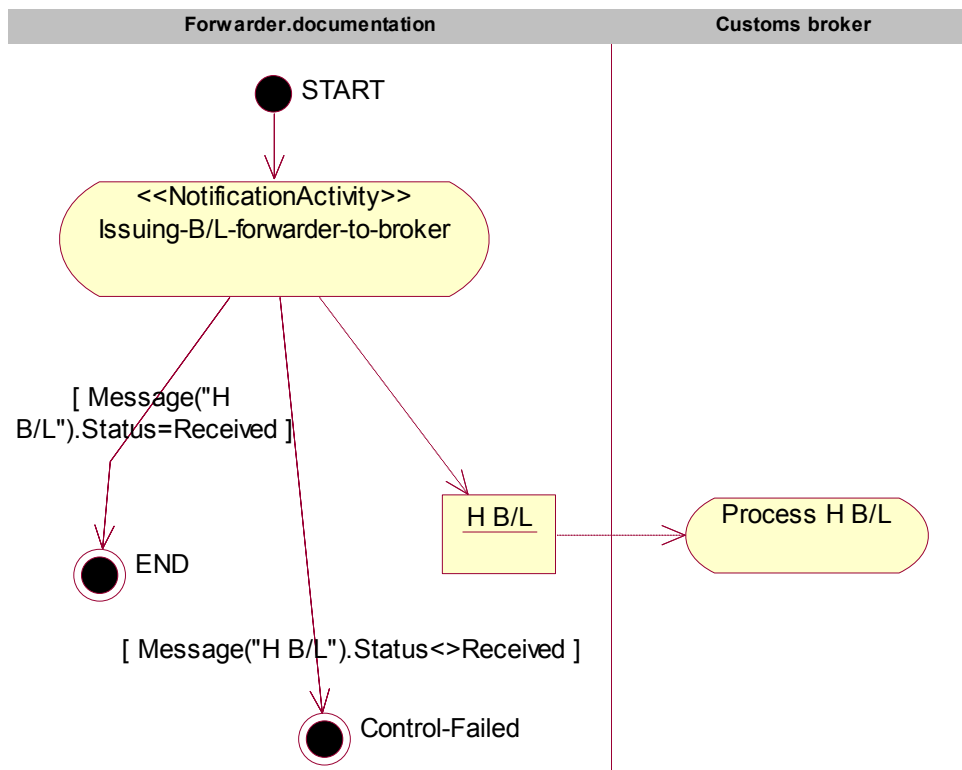 Forwarder.documentation
Customs broker
START
<<NotificationActivity>>
Issuing-B/L-forwarder-to-broker
[ Message("H
B/L").Status=Received ]
H B/L
Process H B/L
END
[ Message("H B/L").Status<>Received ]
Control-Failed